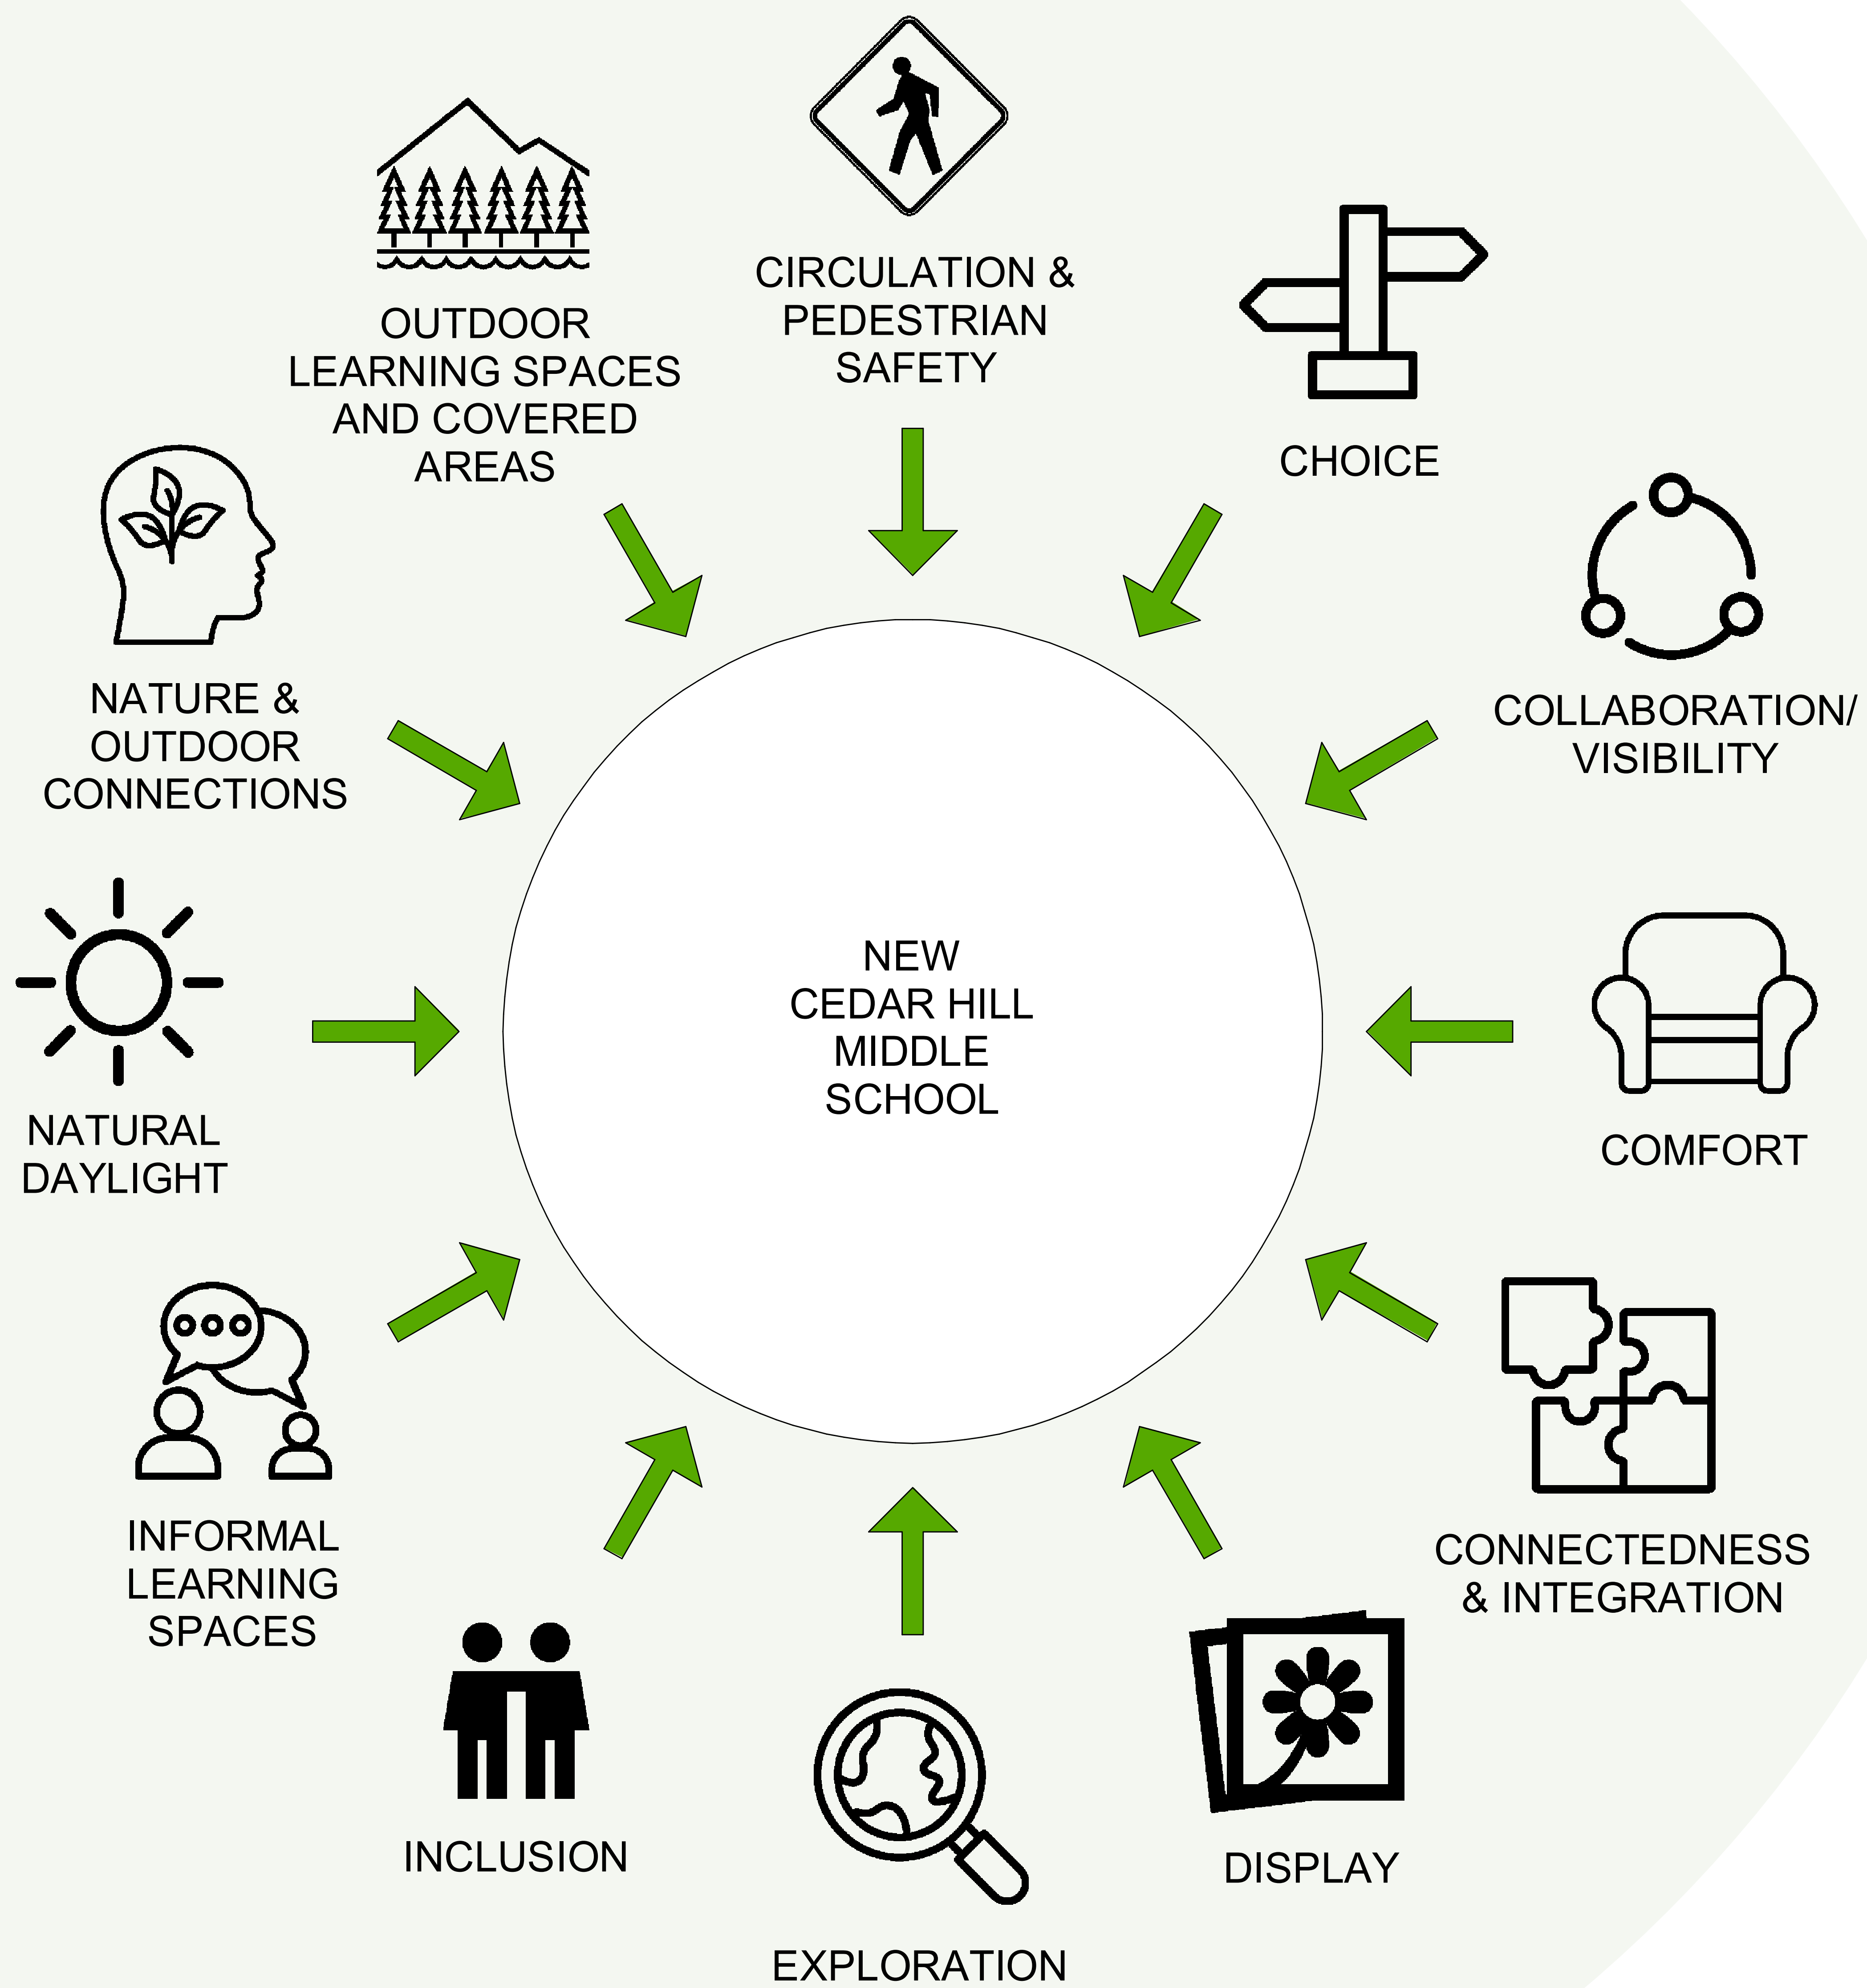 CIRCULATION &
PEDESTRIAN
SAFETY
CHOICE
COLLABORATION/
VISIBILITY
COMFORT
CONNECTEDNESS
& INTEGRATION
DISPLAY
EXPLORATION
INCLUSION
INFORMAL
LEARNING
SPACES
NATURAL
DAYLIGHT
NATURE &
OUTDOOR
CONNECTIONS
OUTDOOR
LEARNING SPACES
AND COVERED
AREAS
NEW
CEDAR HILL
MIDDLE
SCHOOL